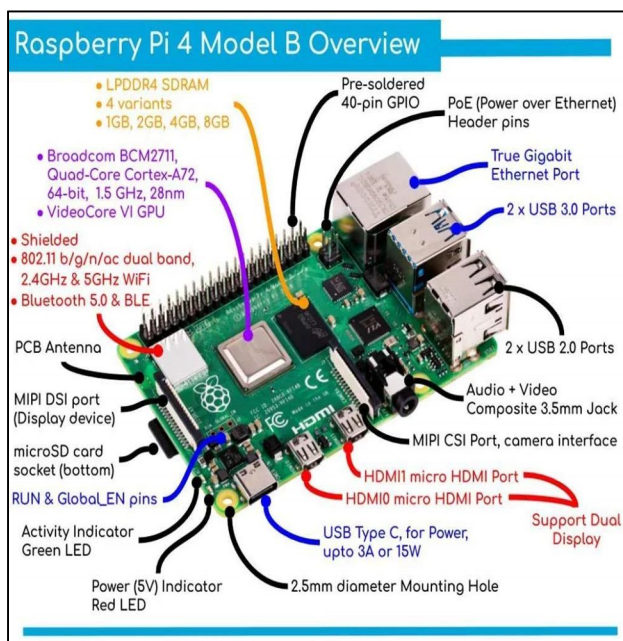 Raspberry Pi 4 Model B Overview
LPDDR4 SDRAM
4 variants
1GB, 2GB, 4GB, 8GB
Pre-soldered
40-pin GPIO
PoE (Power over Ethernet)
Header pins
True Gigabit
Ethernet Port
Broadcom BCM2711,
Quad-Core Cortex-A72,
64-bit, 1.5 GHz, 28nm
VideoCore VI GPU
2 x USB 3.0 Ports
Shielded
802.11 b/g/n/ac dual band,
2.4GHz & 5GHz WiFi
Bluetooth 5.0 & BLE
PCB Antenna
2 x USB 2.0 Ports
MIPI DSI port
(Display device)
Audio + Video
Composite 3.5mm Jack
microSD card
socket (bottom)
MIPI CSI Port, camera interface
RUN & Global_EN pins
HDMI1 micro HDMI Port
HDMI0 micro HDMI Port
Support Dual
Display
Activity Indicator
Green LED
USB Type C, for Power,
upto 3A or 15W
Power (5V) Indicator
Red LED
2.5mm diameter Mounting Hole
CE
FC
HDMI